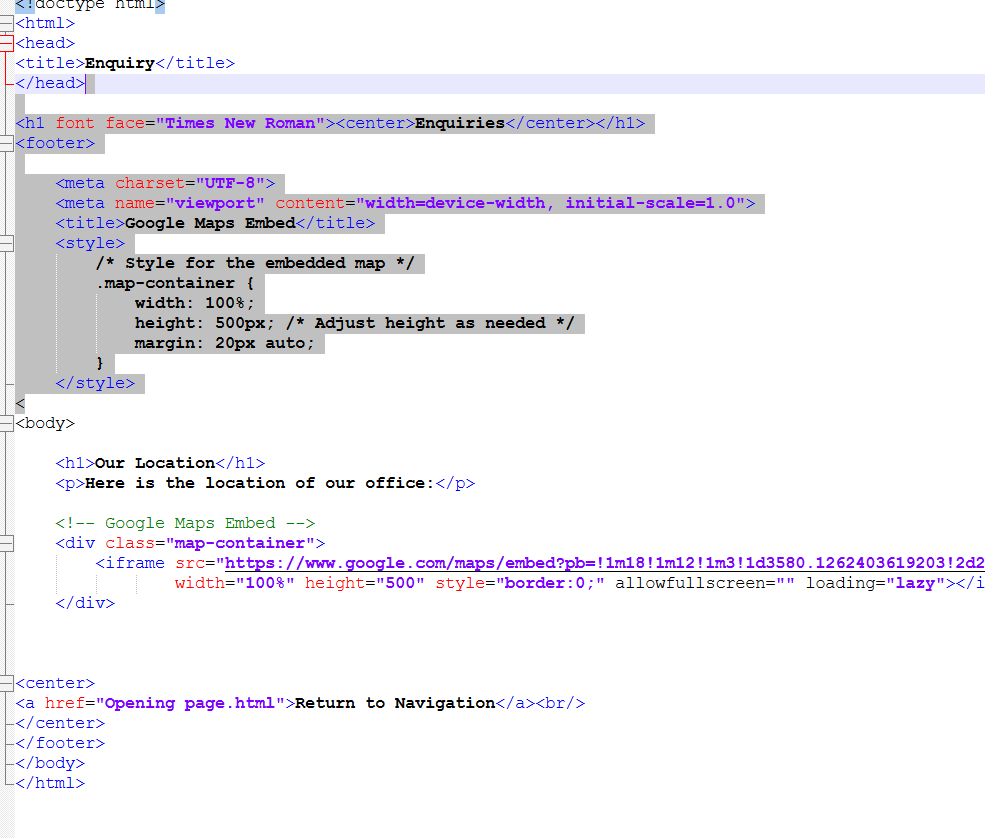 <!doctype html>
<html>
<head>
<title>Enquiry</title>
</head>
<h1 font face="Times New Roman"><center>Enquiries</center></h1>
<footer>
<meta charset="UTF-8">
<meta name="viewport" content="width=device-width, initial-scale=1.0">
<title>Google Maps Embed</title>
<style>
/* Style for the embedded map */
.map-container {
width: 100%;
height: 500px; /* Adjust height as needed */
margin: 20px auto;
}
</style>
<
<body>
<h1>Our Location</h1>
<p>Here is the location of our office:</p>
<!-- Google Maps Embed -->
<div class="map-container">
<iframe src="https://www.google.com/maps/embed?pb=!1m18!1m12!1m3!1d3580.1262403619203!2d2
width="100%" height="500" style="border:0;" allowfullscreen="" loading="lazy"></i
</div>
<center>
<a href="Opening page.html">Return to Navigation</a><br/>
</center>
</footer>
</body>
</html>